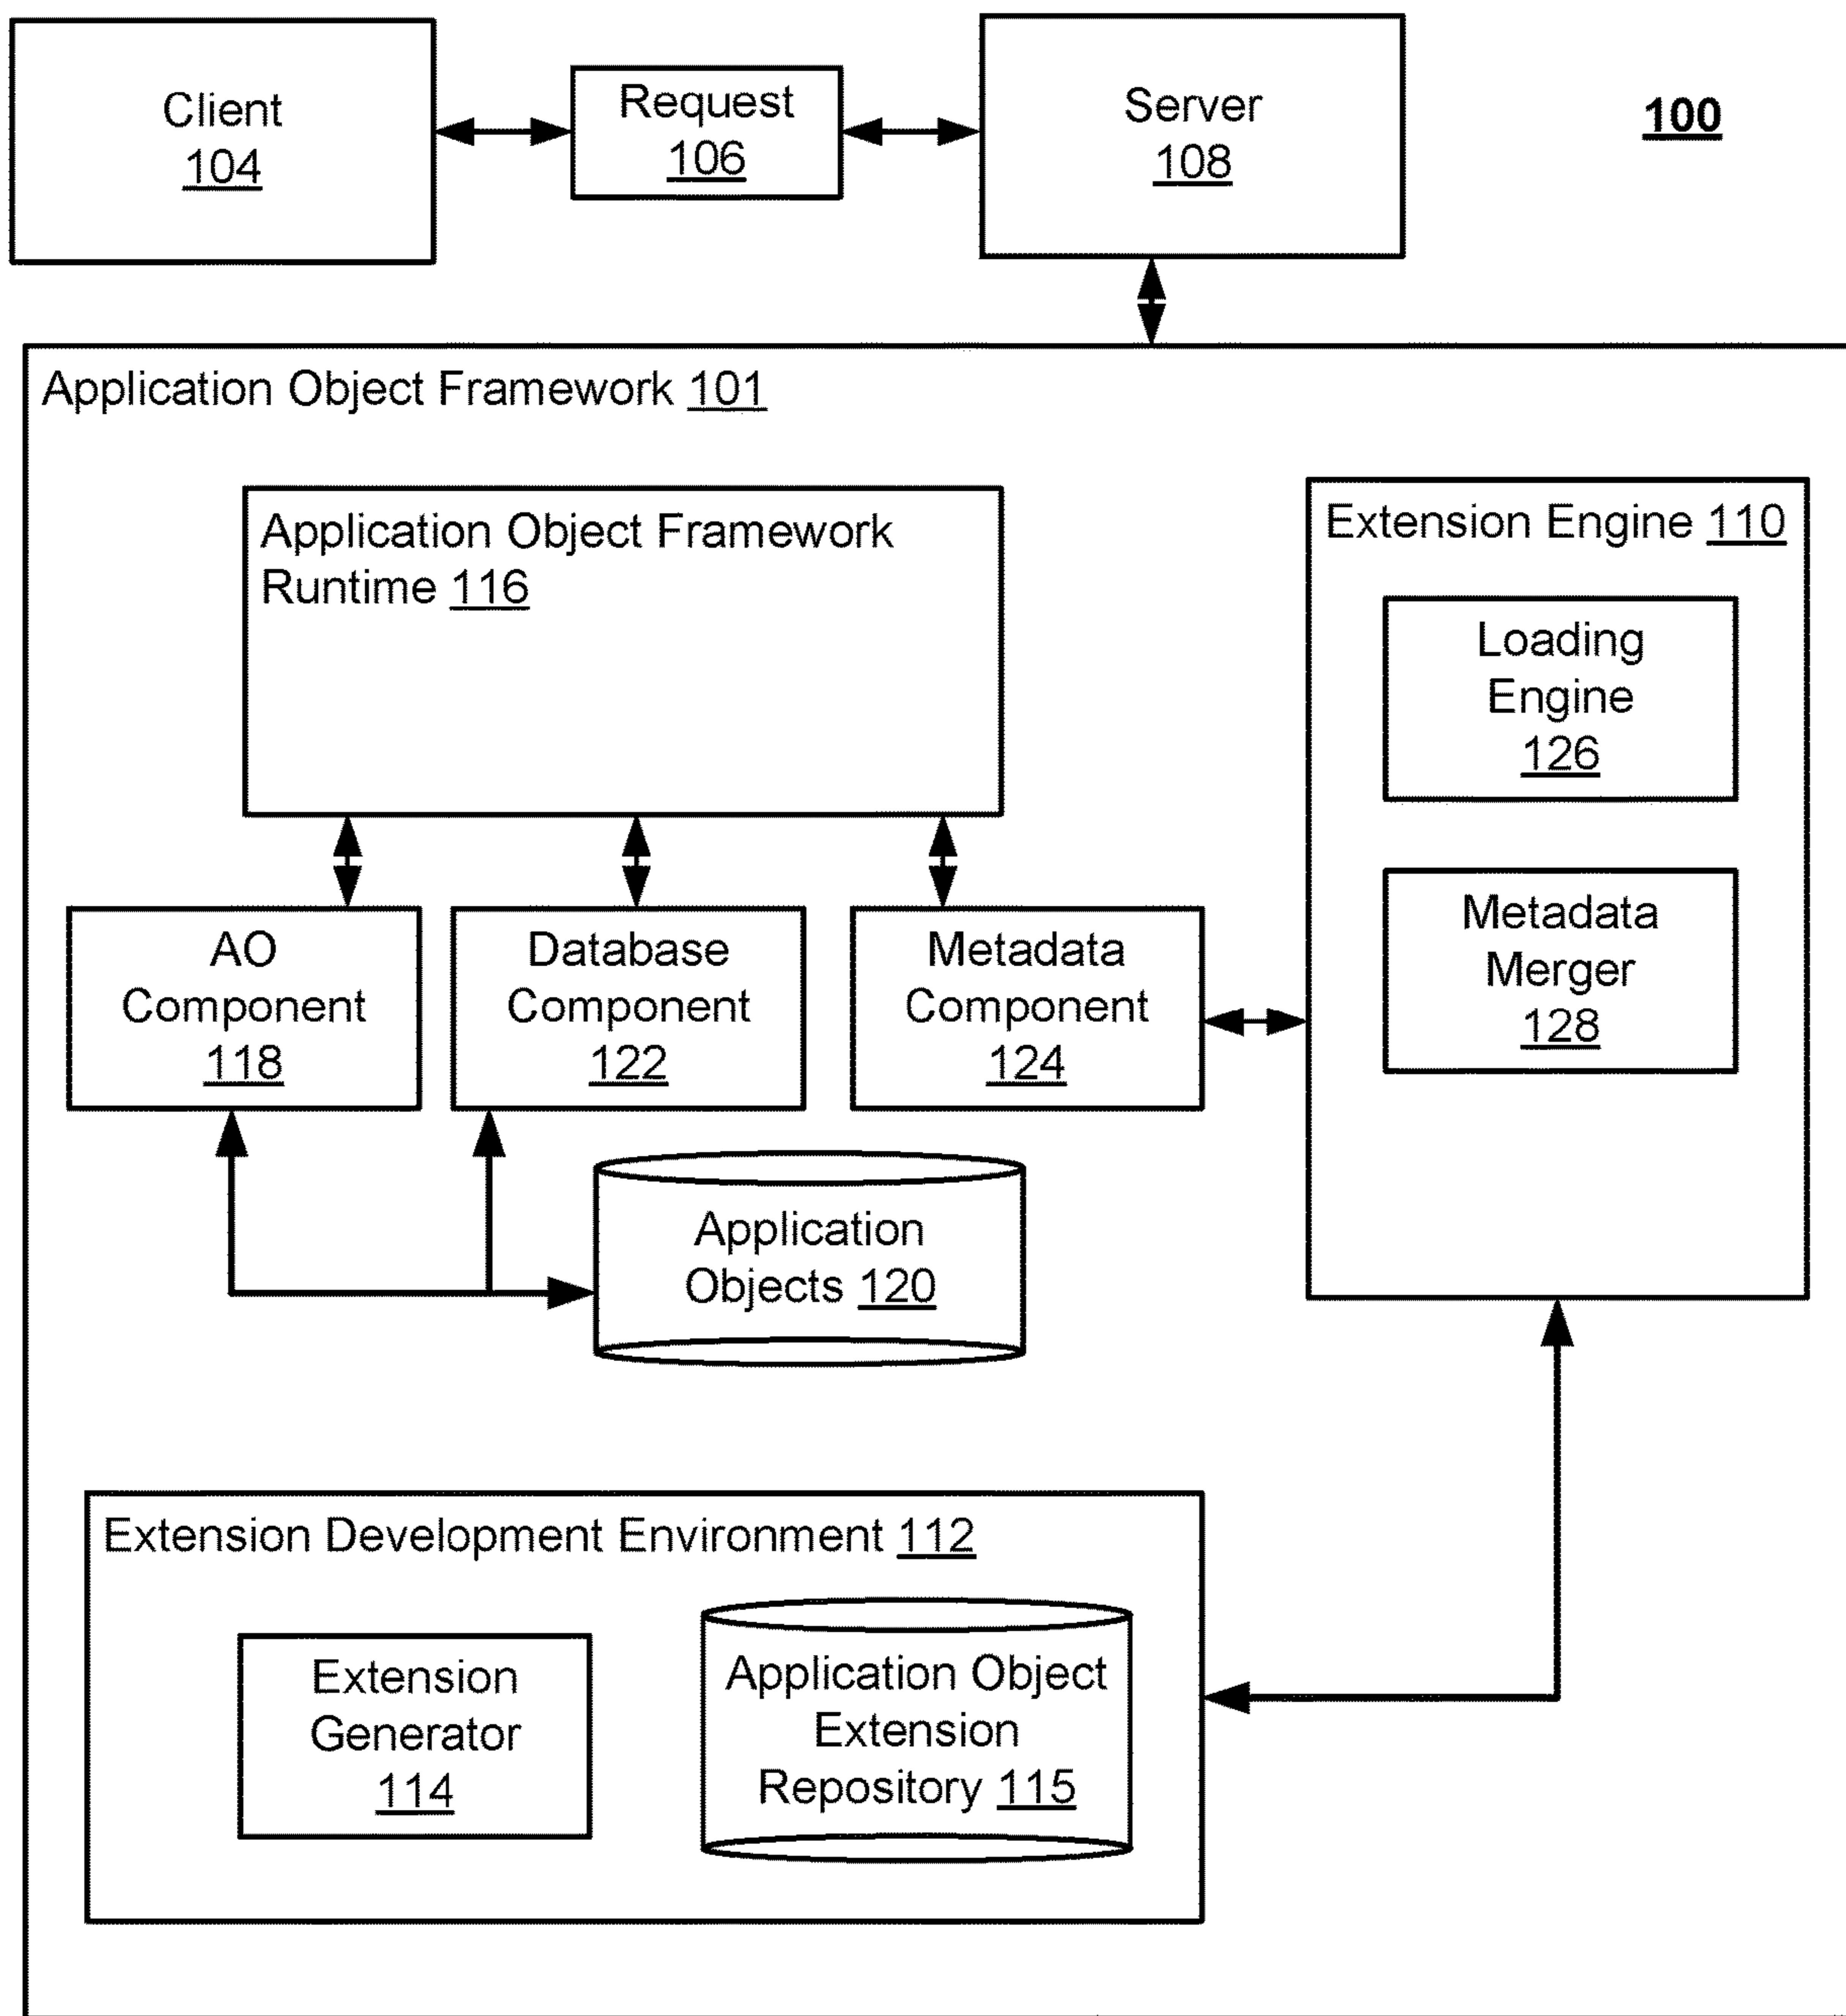 Client
104
Request
106
Server
108
100
Application Object Framework 101
Application Object Framework
Runtime 116
Extension Engine 110
Loading
Engine
126
Metadata
Merger
128
AO
Component
118
Database
Component
122
Metadata
Component
124
Application
Objects 120
Extension Development Environment 112
Extension
Generator
114
Application Object
Extension
Repository 115